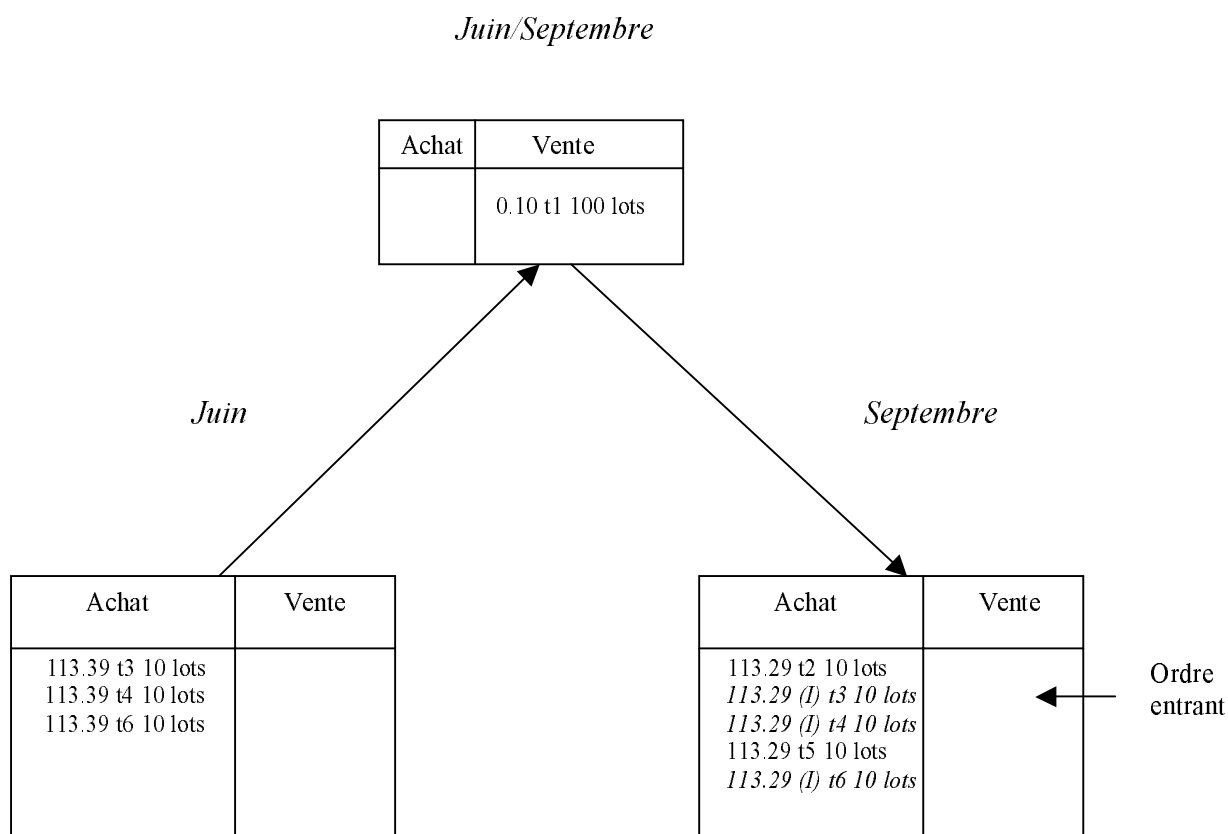 Juin/Septembre
Achat Vente
0.10 t1 100 lots
Juin
Septembre
Achat Vente
113.39 t3 10 lots
113.39 t4 10 lots
113.39 t6 10 lots
Achat Vente
113.29 t2 10 lots
113.29 (I) t3 10 lots
113.29 (I) t4 10 lots
113.29 t5 10 lots
113.29 (I) t6 10 lots
Ordre
entrant